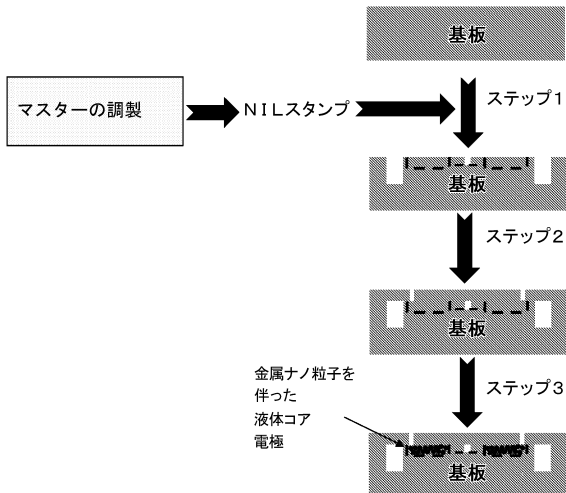 基板
ステップ1
マスターの調製
NILスタンプ
基板
ステップ2
基板
ステップ3
金属ナノ粒子を
伴った
液体コア
電極
基板